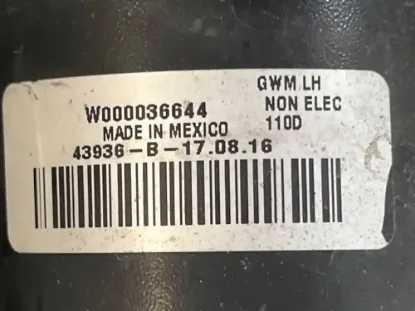 W000036644
MADE IN MEXICO
43936-B-17.08.16
GWM LH
NON ELEC
110D